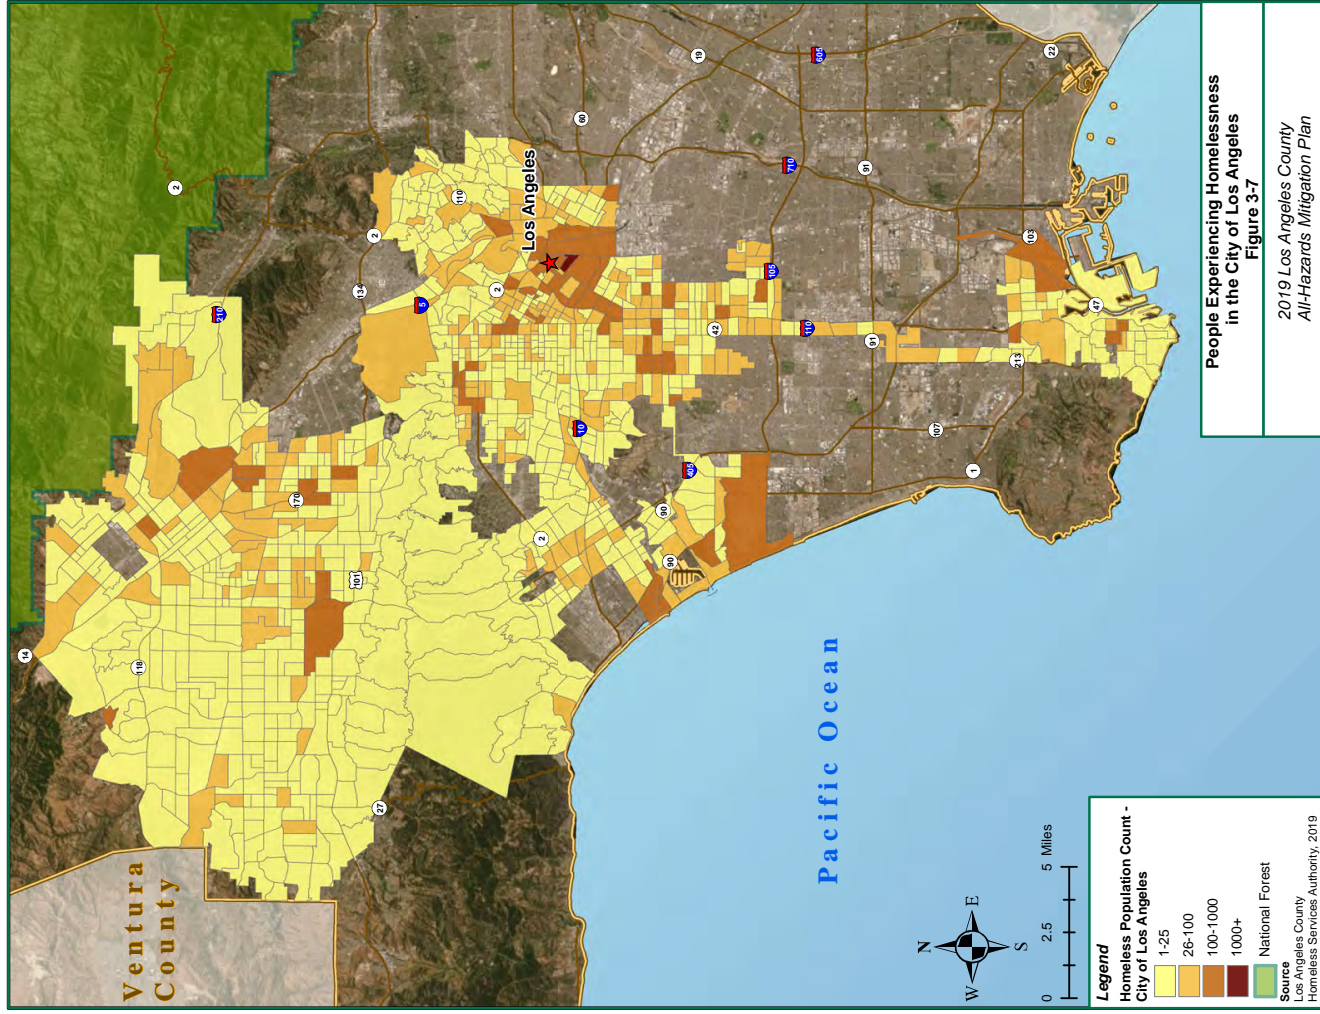 People Experiencing Homelessness
in the City of Los Angeles
Figure 3-7
2019 Los Angeles County
All-Hazards Mitigation Plan
Ventura
County
Pacific Ocean
Los Angeles
14
118
27
101
170
210
2
2
134
5
2
110
60
19
605
710
22
2
10
405
90
90
42
105
110
91
91
107
1
213
103
47
N
W
E
S
0
2.5
5 Miles
Legend
Homeless Population Count -
City of Los Angeles
1-25
26-100
100-1000
1000+
National Forest
Source
Los Angeles County
Homeless Services Authority, 2019